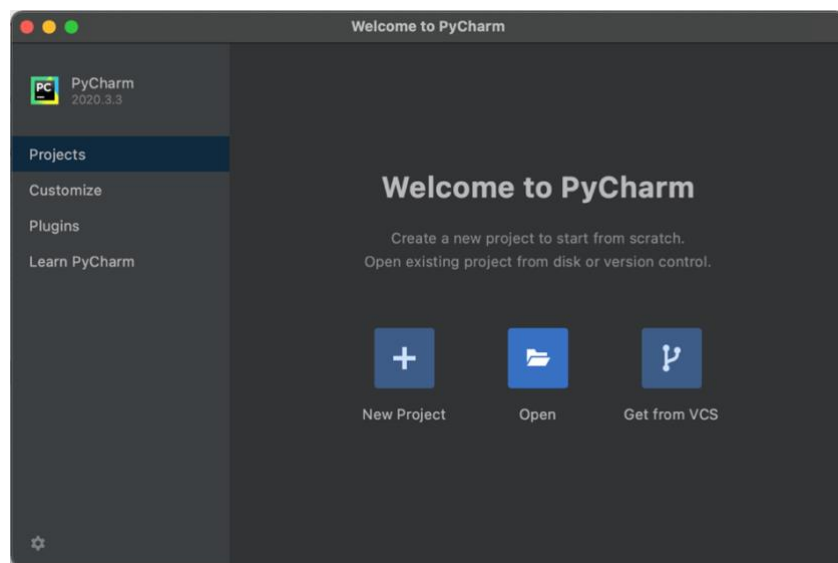 Welcome to PyCharm
PC
PyCharm
2020.3.3
Projects
Customize
Plugins
Learn PyCharm
Welcome to PyCharm
Create a new project to start from scratch.
Open existing project from disk or version control.
New Project
Open
Get from VCS